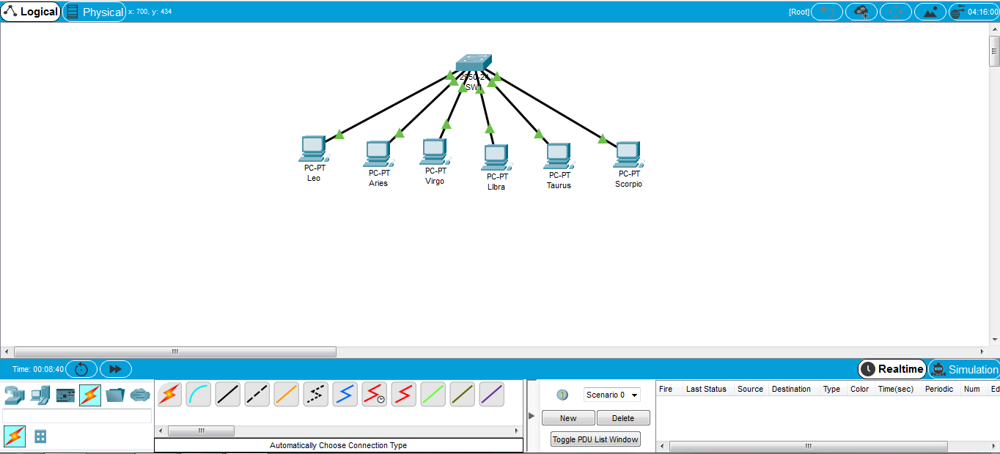 Logical
Physical
x: 700, y: 434
[Root]
04:16:00
2950-24
SW1
PC-PT
Leo
PC-PT
Aries
PC-PT
Virgo
PC-PT
LIbra
PC-PT
Taurus
PC-PT
Scorpio
Time: 00:08:40
Realtime
Simulation
Scenario 0
New
Delete
Toggle PDU List Window
Fire Last Status Source Destination Type Color Time(sec) Periodic Num Ed
Automatically Choose Connection Type